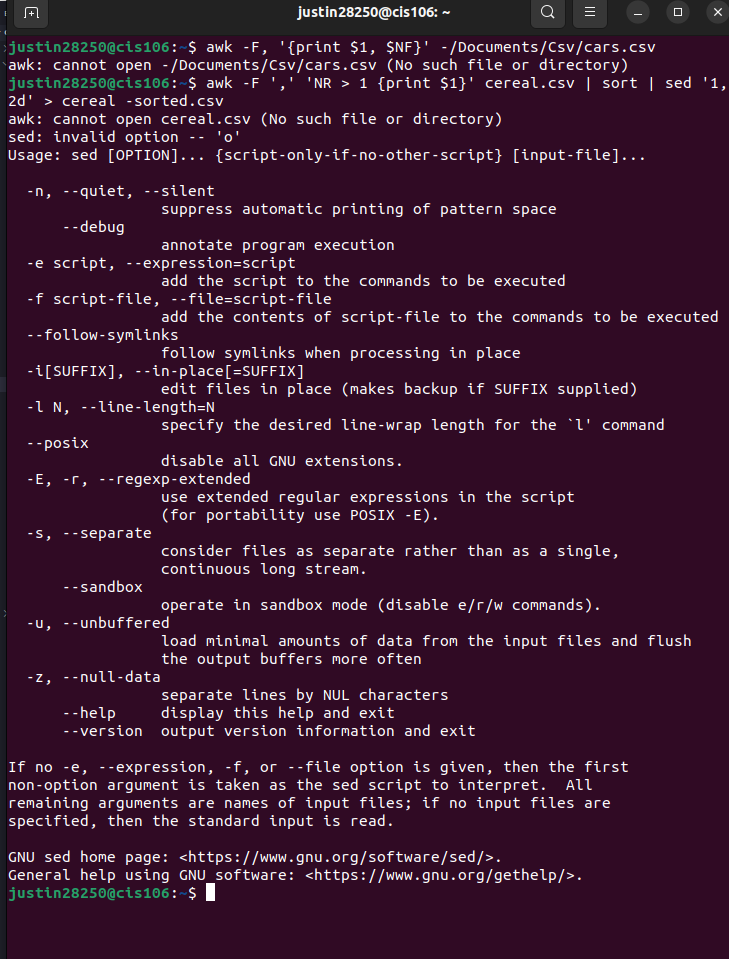 justin28250@cis106: ~
justin28250@cis106:~$ awk -F, '{print $1, $NF}' -/Documents/Csv/cars.csv
awk: cannot open -/Documents/Csv/cars.csv (No such file or directory)
justin28250@cis106:~$ awk -F ',' 'NR > 1 {print $1}' cereal.csv | sort | sed '1,
2d' > cereal -sorted.csv
awk: cannot open cereal.csv (No such file or directory)
sed: invalid option -- 'o'
Usage: sed [OPTION]... {script-only-if-no-other-script} [input-file]...

  -n, --quiet, --silent
                 suppress automatic printing of pattern space
      --debug
                 annotate program execution
  -e script, --expression=script
                 add the script to the commands to be executed
  -f script-file, --file=script-file
                 add the contents of script-file to the commands to be executed
  --follow-symlinks
                 follow symlinks when processing in place
  -i[SUFFIX], --in-place[=SUFFIX]
                 edit files in place (makes backup if SUFFIX supplied)
  -l N, --line-length=N
                 specify the desired line-wrap length for the `l' command
  --posix
                 disable all GNU extensions.
  -E, -r, --regexp-extended
                 use extended regular expressions in the script
                 (for portability use POSIX -E).
  -s, --separate
                 consider files as separate rather than as a single,
                 continuous long stream.
      --sandbox
                 operate in sandbox mode (disable e/r/w commands).
  -u, --unbuffered
                 load minimal amounts of data from the input files and flush
                 the output buffers more often
  -z, --null-data
                 separate lines by NUL characters
      --help     display this help and exit
      --version  output version information and exit

If no -e, --expression, -f, or --file option is given, then the first
non-option argument is taken as the sed script to interpret.  All
remaining arguments are names of input files; if no input files are
specified, then the standard input is read.

GNU sed home page: <https://www.gnu.org/software/sed/>.
General help using GNU software: <https://www.gnu.org/gethelp/>.
justin28250@cis106:~$